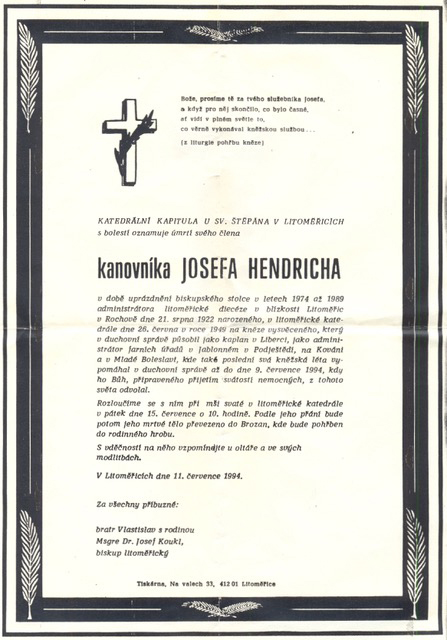 Bože, prosíme tě za tvého služebníka Josefa,
a když pro něj skončilo, co bylo časné,
ať vidí v plném světle to,
co věrně vykonával kněžskou službou...
(z liturgie pohřbu kněze)
KATEDRÁLNÍ KAPITULA U SV. ŠTĚPÁNA V LITOMĚŘICÍCH
s bolestí oznamuje úmrtí svého člena
kanovníka JOSEFA HENDRICHA
v době uprázdnění biskupského stolce v letech 1974 až 1989
administrátora litoměřické diecéze v blízkosti Litoměřic
v Rochově dne 21. srpna 1922 narozeného, v litoměřické kate-
drále dne 26. června v roce 1949 na kněze vysvěceného, který
v duchovní správě působil jako kaplan v Liberci, jako admini-
strátor farních úřadů v Jablonném v Podještědí, na Kování
a v Mladé Boleslavi, kde také poslední svá kněžská léta vy-
pomáhal v duchovní správě až do dne 9. července 1994, kdy
ho Bůh, připraveného přijetím svátosti nemocných, z tohoto
světa odvolal.
Rozloučíme se s ním při mši svaté v litoměřické katedrále
v pátek dne 15. července o 10. hodině. Podle jeho přání bude
potom jeho mrtvé tělo převezeno do Brozan, kde bude pohřben
do rodinného hrobu.
S vděčností na něho vzpomínejte u oltáře a ve svých
modlitbách.
V Litoměřicích dne 11. července 1994.
Za všechny příbuzné:
bratr Vlastislav s rodinou
Msgre Dr. Josef Koukl,
biskup litoměřický
Tiskárna, Na valech 33, 412 01 Litoměřice